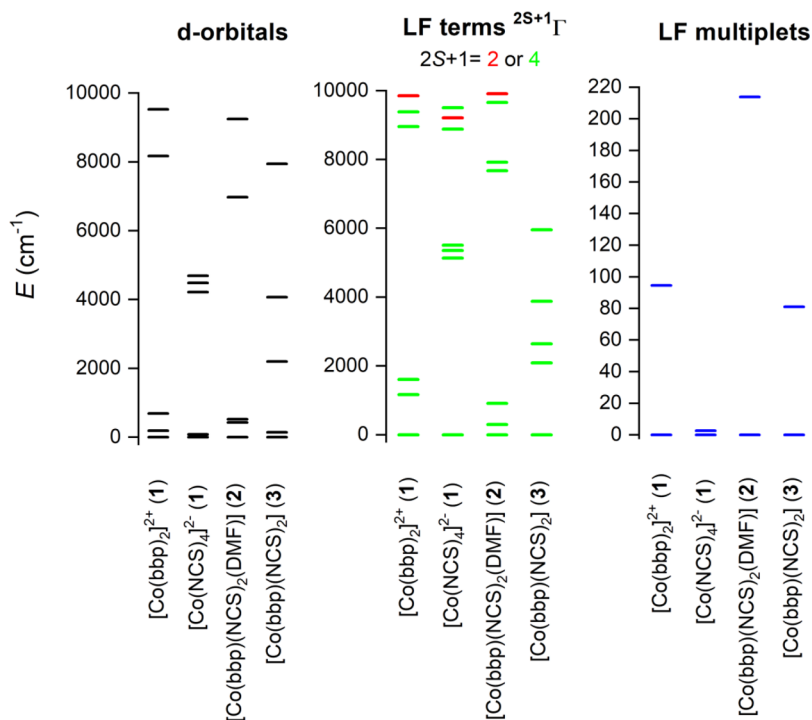 d-orbitals
LF terms ²ˢ⁺¹Γ
2S+1= 2 or 4
LF multiplets
E (cm⁻¹)
10000
8000
6000
4000
2000
0
[Co(bbp)₂]²⁺ (1)
[Co(NCS)₄]²⁻ (1)
[Co(bbp)(NCS)₂(DMF)] (2)
[Co(bbp)(NCS)₂] (3)
10000
8000
6000
4000
2000
0
[Co(bbp)₂]²⁺ (1)
[Co(NCS)₄]²⁻ (1)
[Co(bbp)(NCS)₂(DMF)] (2)
[Co(bbp)(NCS)₂] (3)
220
200
180
160
140
120
100
80
60
40
20
0
[Co(bbp)₂]²⁺ (1)
[Co(NCS)₄]²⁻ (1)
[Co(bbp)(NCS)₂(DMF)] (2)
[Co(bbp)(NCS)₂] (3)